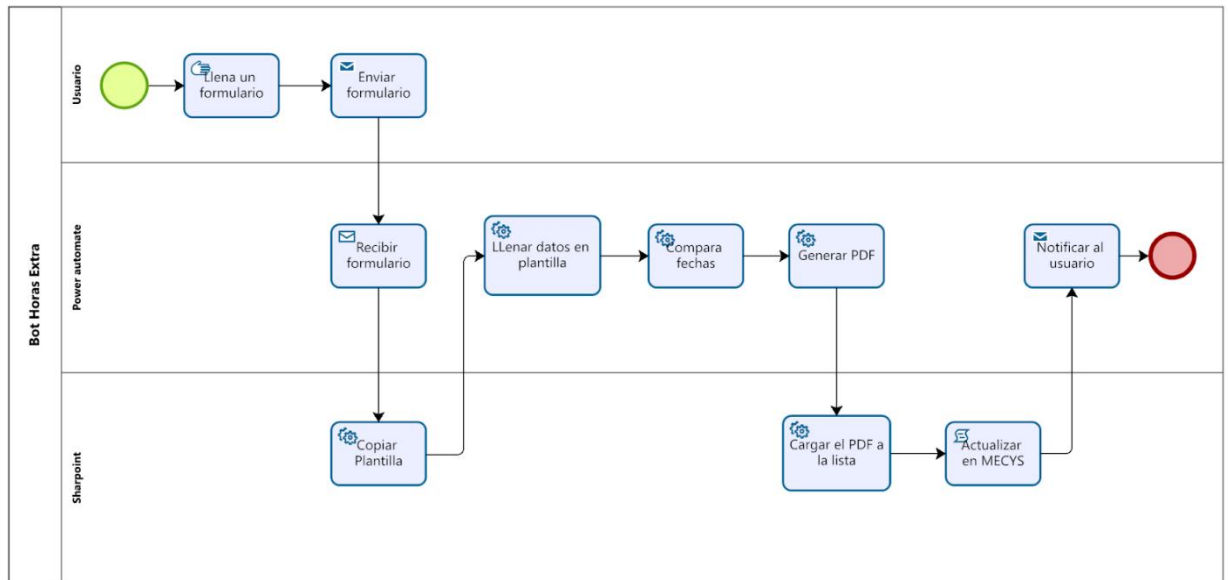 Bot Horas Extra
Usuario
Llena un
formulario
Enviar
formulario
Power automate
Recibir
formulario
LLenar datos en
plantilla
Compara
fechas
Generar PDF
Notificar al
usuario
Sharpoint
Copiar
Plantilla
Cargar el PDF a
la lista
Actualizar
en MECYS